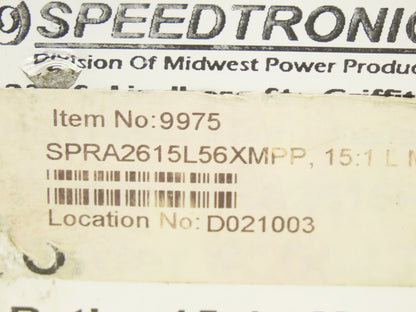 SPEEDTRONIC
Division Of Midwest Power Produc
Item No: 9975
SPRA2615L56XMPP, 15:1 L M
Location No: D021003